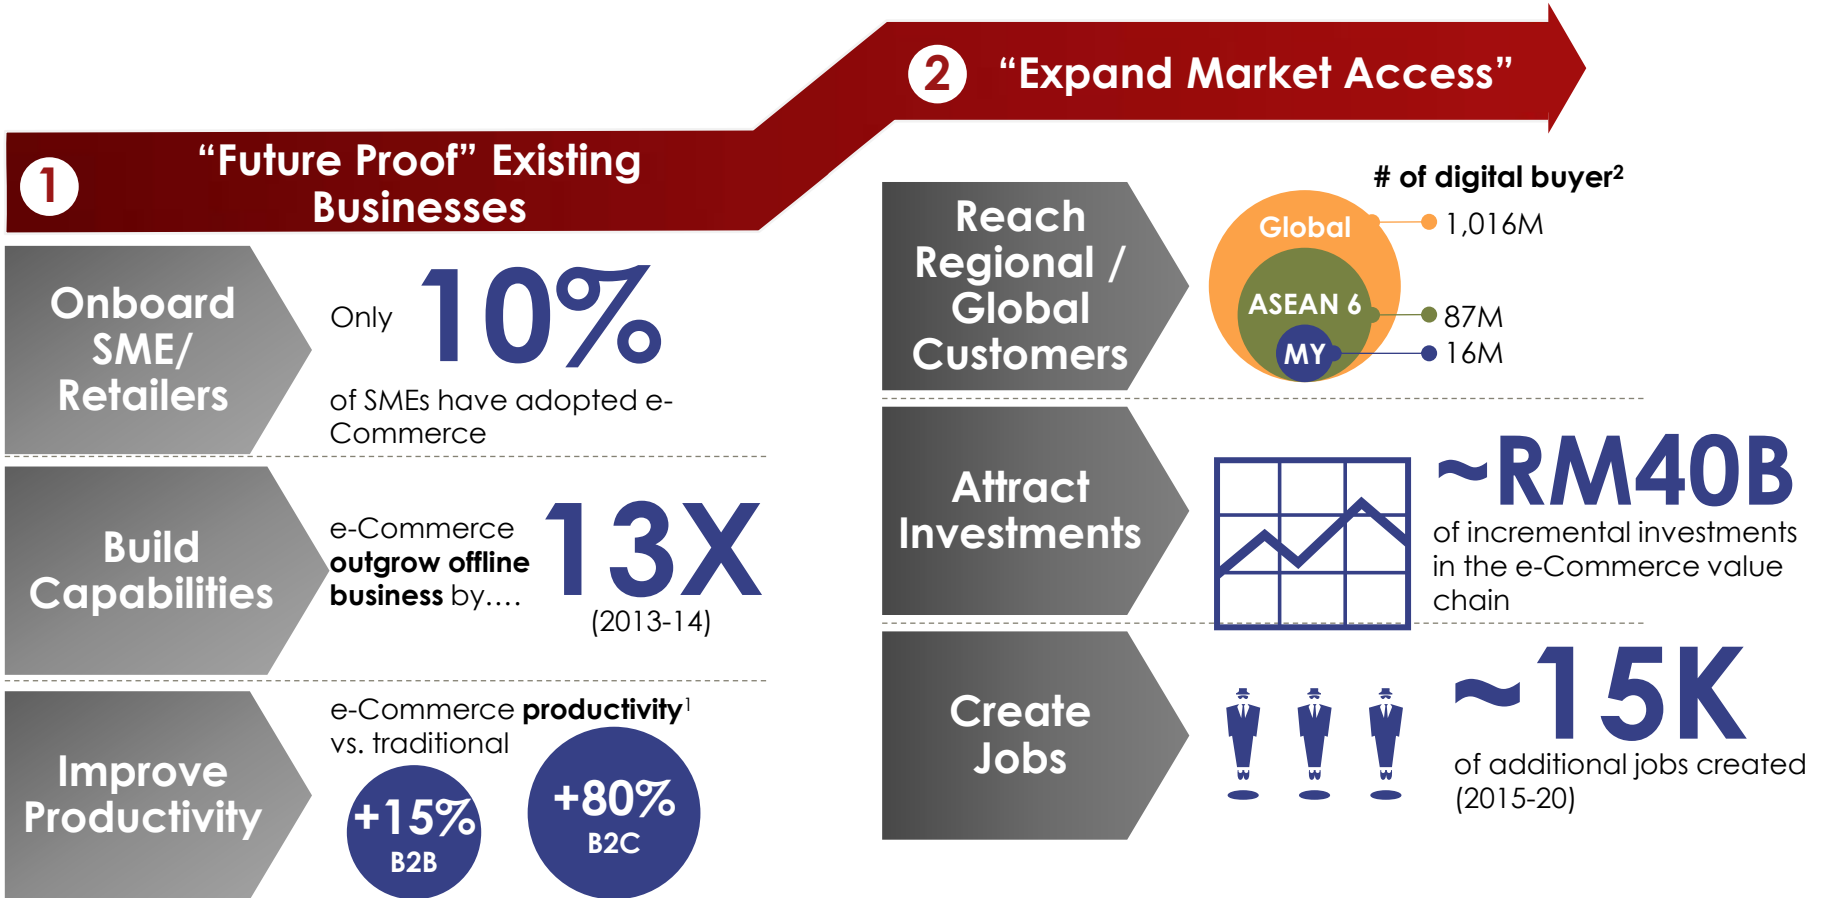 1
“Future Proof” Existing
Businesses
Onboard
SME/
Retailers
Only
10%
of SMEs have adopted e-
Commerce
Build
Capabilities
e-Commerce
outgrow offline
business by....
13X
(2013-14)
Improve
Productivity
e-Commerce productivity¹
vs. traditional
+15%
B2B
+80%
B2C
2
“Expand Market Access”
Reach
Regional /
Global
Customers
# of digital buyer²
Global
1,016M
ASEAN 6
87M
MY
16M
Attract
Investments
~RM40B
of incremental investments
in the e-Commerce value
chain
Create
Jobs
~15K
of additional jobs created
(2015-20)